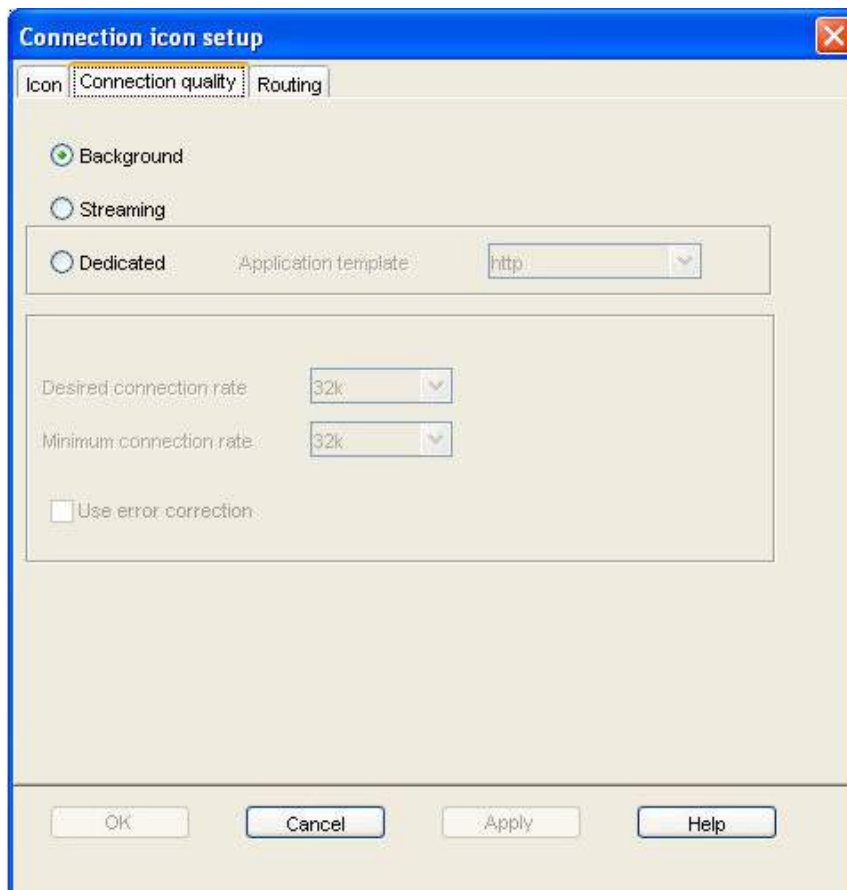 Connection icon setup
Icon Connection quality Routing
Background
Streaming
Dedicated Application template http
Desired connection rate 32k
Minimum connection rate 32k
Use error correction
OK Cancel Apply Help